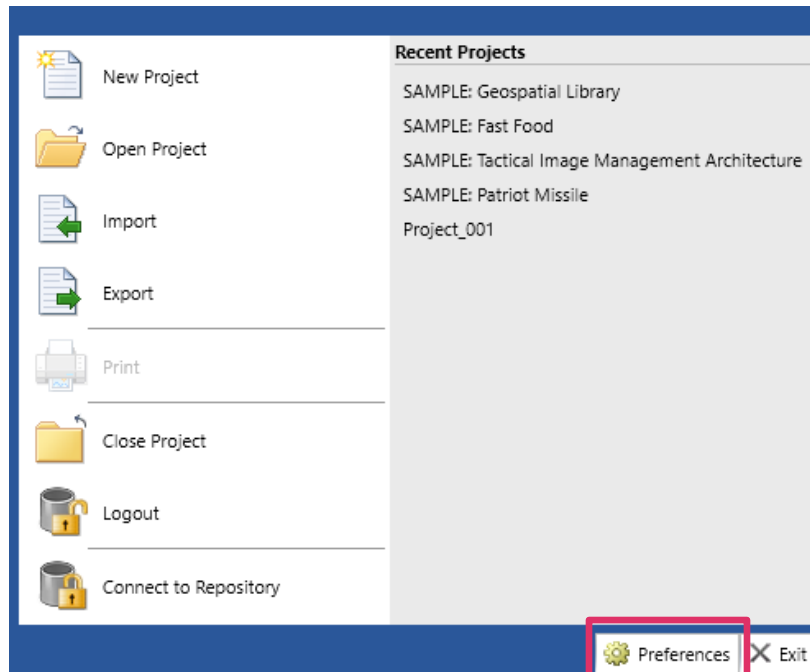 New Project
Open Project
Import
Export
Print
Close Project
Logout
Connect to Repository
Recent Projects
SAMPLE: Geospatial Library
SAMPLE: Fast Food
SAMPLE: Tactical Image Management Architecture
SAMPLE: Patriot Missile
Project_001
Preferences
Exit